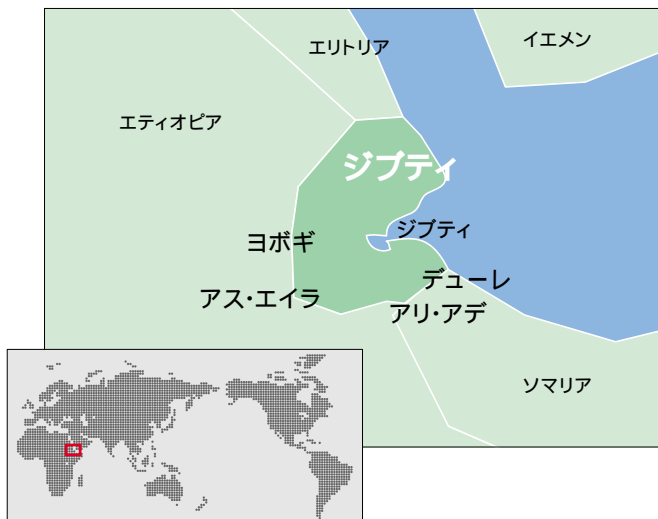 エリトリア
イエメン
エティオピア
ジブティ
ジブティ
ヨボギ
デューレ
アス・エイラ
アリ・アデ
ソマリア